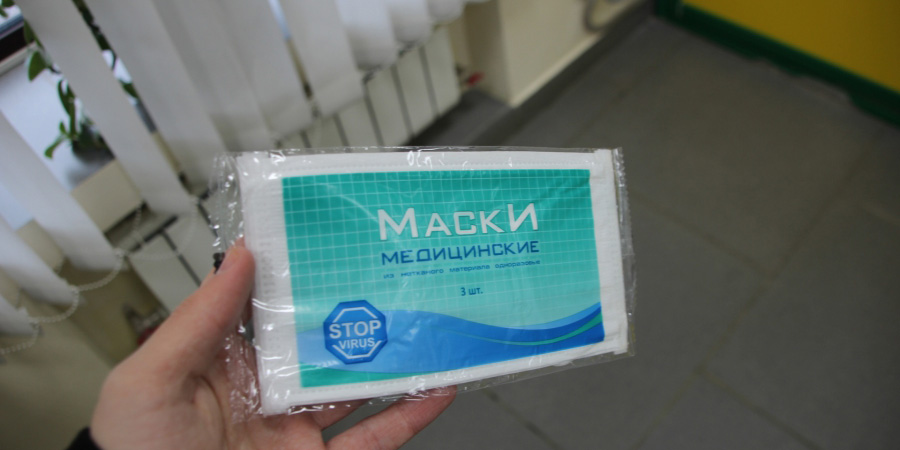 МаскИ
МЕДИЦИНСКИЕ
из нетканого материала одноразовые
3 шт.
STOP
VIRUS